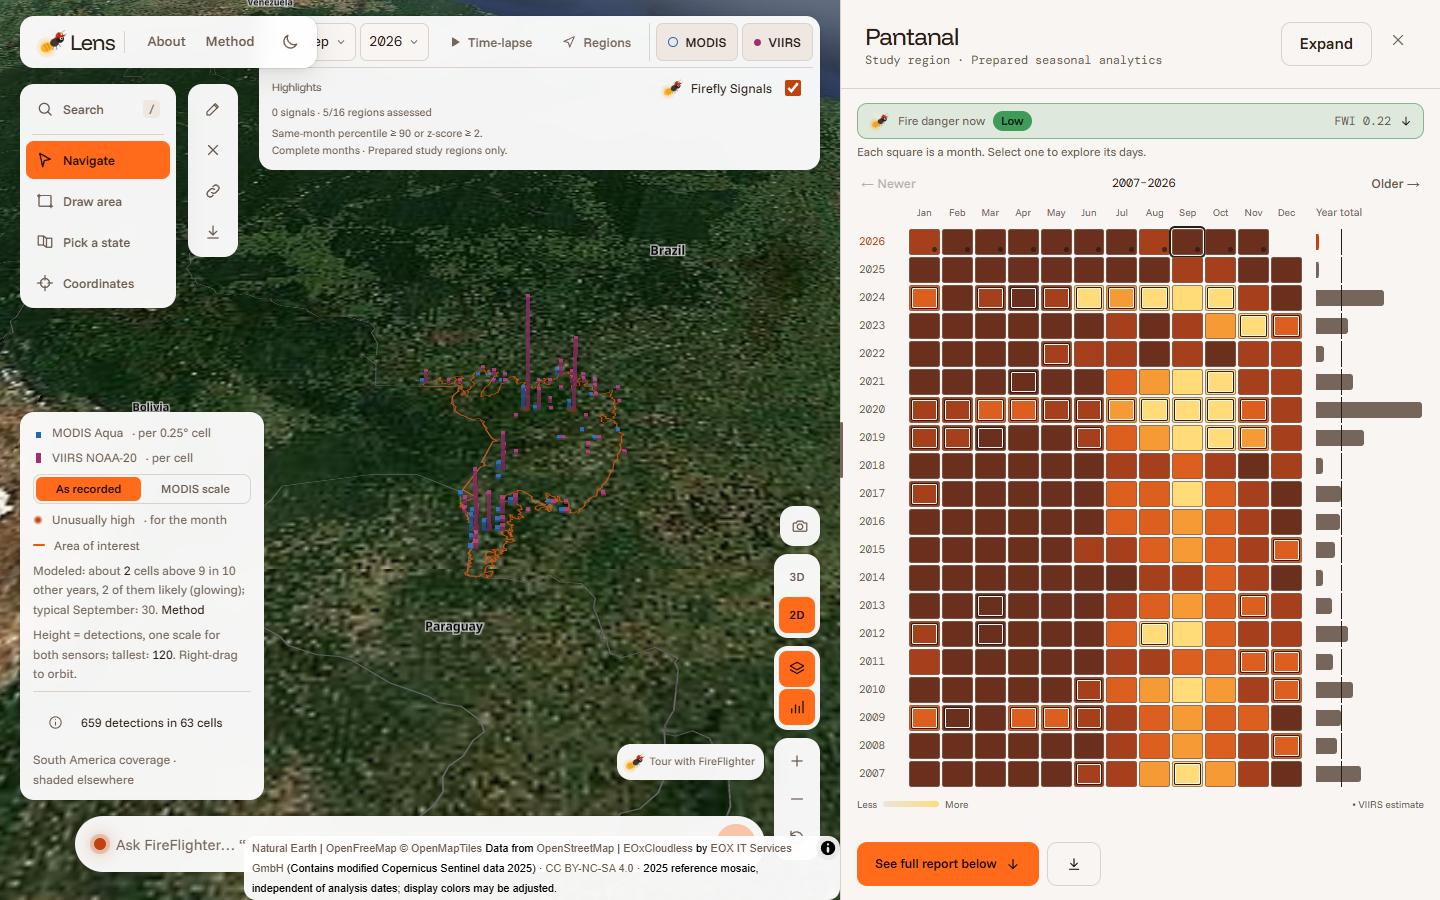 Venezuela
Lens
About
Method
ep
2026
Time-lapse
Regions
MODIS
VIIRS
Highlights
Firefly Signals
0 signals · 5/16 regions assessed
Same-month percentile ≥ 90 or z-score ≥ 2.
Complete months · Prepared study regions only.
Search
/
Navigate
Draw area
Pick a state
Coordinates
Brazil
Bolivia
Paraguay
MODIS Aqua · per 0.25° cell
VIIRS NOAA-20 · per cell
As recorded
MODIS scale
Unusually high · for the month
Area of interest
Modeled: about 2 cells above 9 in 10
other years, 2 of them likely (glowing);
typical September: 30. Method
Height = detections, one scale for
both sensors; tallest: 120. Right-drag
to orbit.
659 detections in 63 cells
South America coverage ·
shaded elsewhere
3D
2D
Tour with FireFlighter
Ask FireFlighter... “
Natural Earth | OpenFreeMap © OpenMapTiles Data from OpenStreetMap | EOxCloudless by EOX IT Services
GmbH (Contains modified Copernicus Sentinel data 2025) · CC BY-NC-SA 4.0 · 2025 reference mosaic,
independent of analysis dates; display colors may be adjusted.
Pantanal
Study region · Prepared seasonal analytics
Expand
Fire danger now
Low
FWI 0.22 ↓
Each square is a month. Select one to explore its days.
← Newer
2007–2026
Older →
Jan Feb Mar Apr May Jun Jul Aug Sep Oct Nov Dec Year total
2026
2025
2024
2023
2022
2021
2020
2019
2018
2017
2016
2015
2014
2013
2012
2011
2010
2009
2008
2007
Less
More
• VIIRS estimate
See full report below ↓